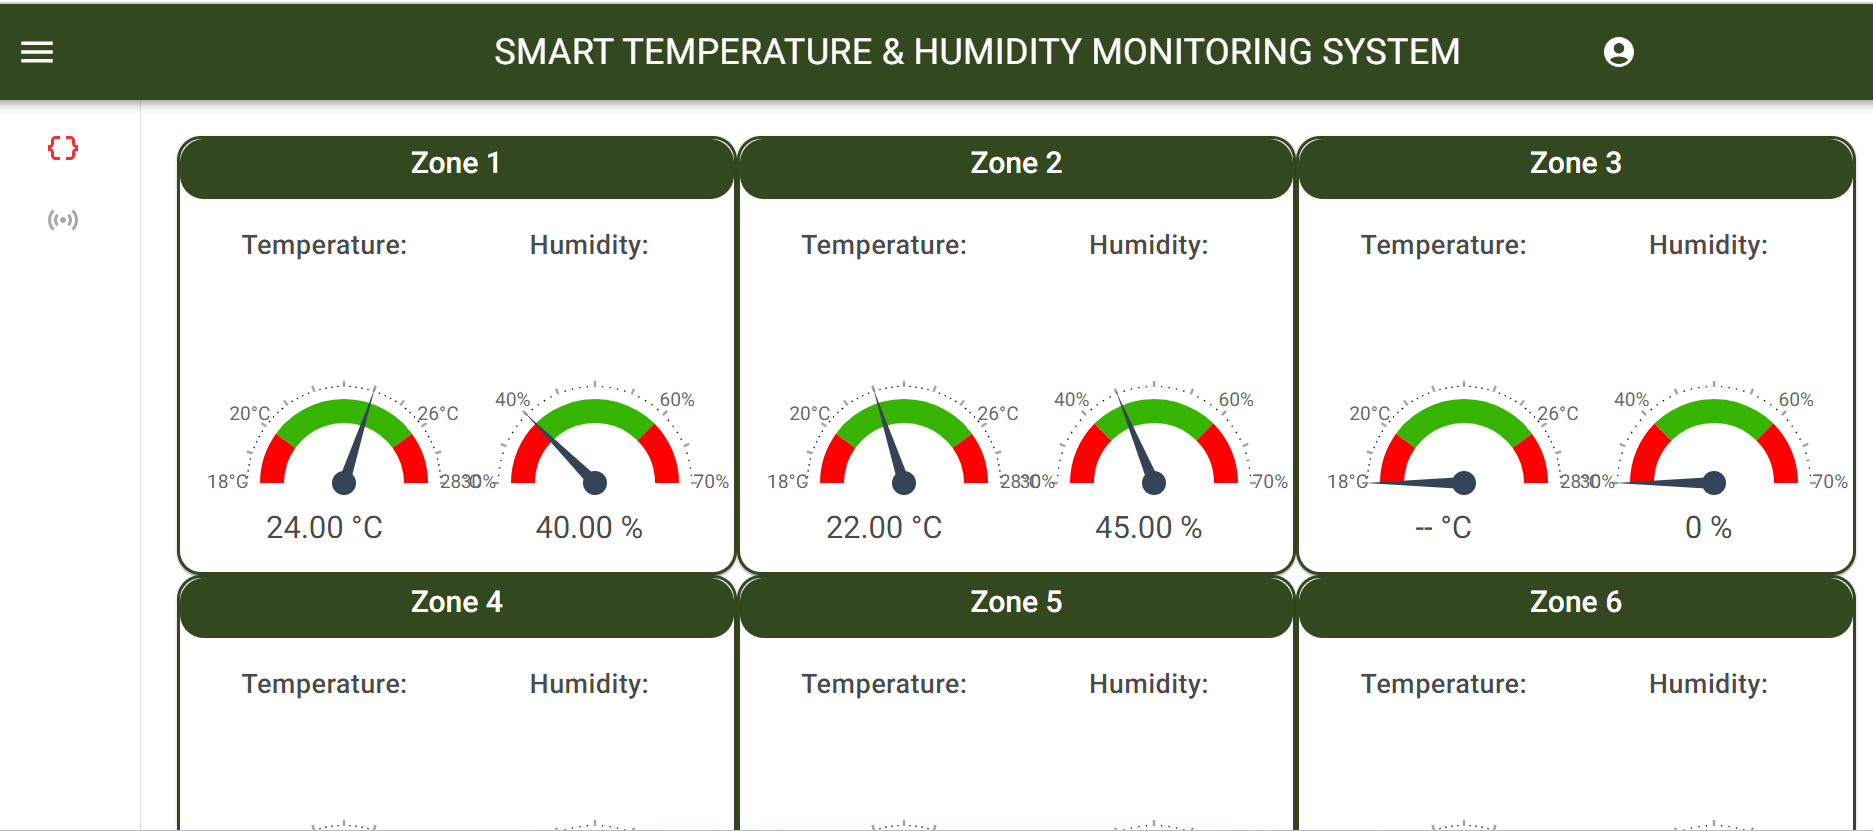 SMART TEMPERATURE & HUMIDITY MONITORING SYSTEM
Zone 1
Temperature: Humidity:
20°C 26°C 40% 60%
18°C 28 30% 70%
24.00 °C 40.00 %
Zone 2
Temperature: Humidity:
20°C 26°C 40% 60%
18°C 28 30% 70%
22.00 °C 45.00 %
Zone 3
Temperature: Humidity:
20°C 26°C 40% 60%
18°C 28 30% 70%
-- °C 0 %
Zone 4
Temperature: Humidity:
Zone 5
Temperature: Humidity:
Zone 6
Temperature: Humidity: